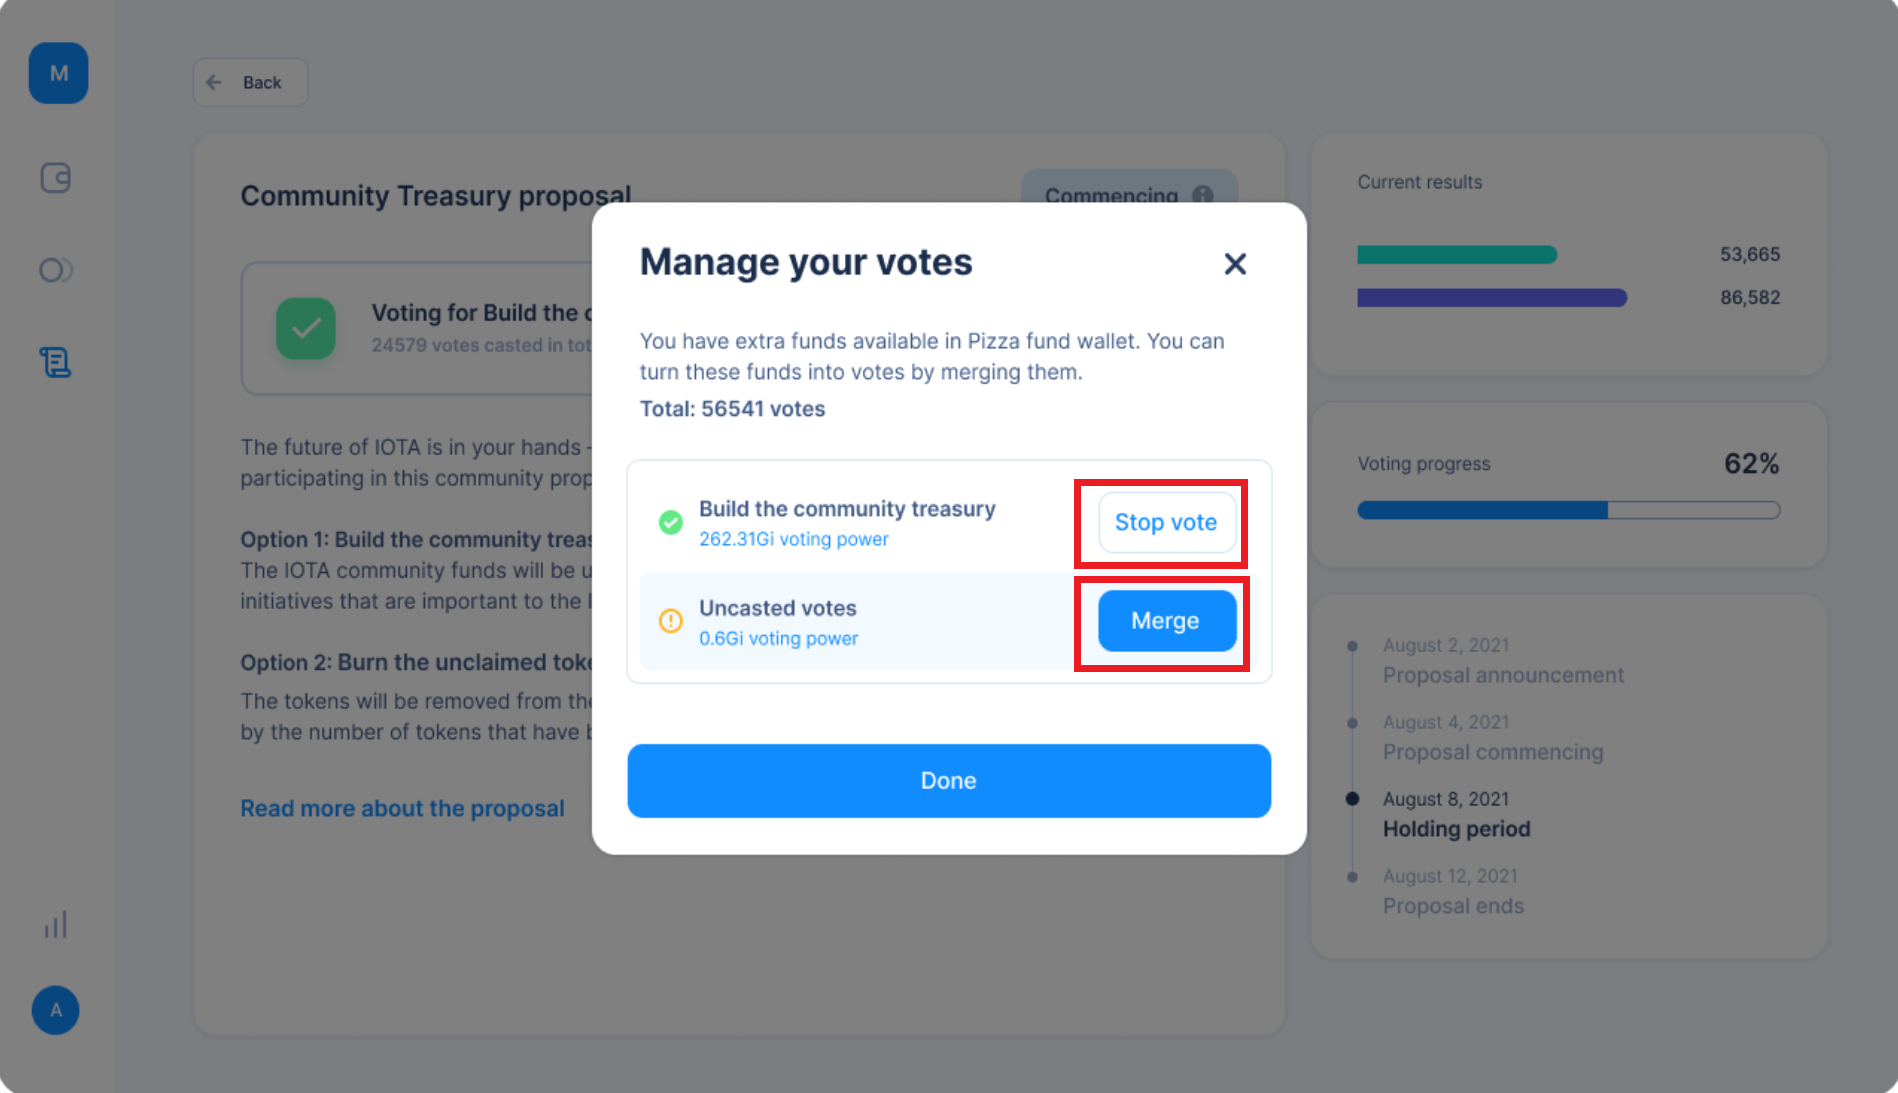 M
Back
Community Treasury proposal
Commencing
Voting for Build the
24579 votes casted in
The future of IOTA is in your hands -
participating in this community
Option 1: Build the community
The IOTA community funds will be
initiatives that are important to the
Option 2: Burn the unclaimed
The tokens will be removed from
by the number of tokens that have
Read more about the proposal
Manage your votes
You have extra funds available in Pizza fund wallet. You can
turn these funds into votes by merging them.
Total: 56541 votes
Build the community treasury
262.31Gi voting power
Stop vote
Uncasted votes
0.6Gi voting power
Merge
Done
Current results
53,665
86,582
Voting progress
62%
August 2, 2021
Proposal announcement
August 4, 2021
Proposal commencing
August 8, 2021
Holding period
August 12, 2021
Proposal ends
A